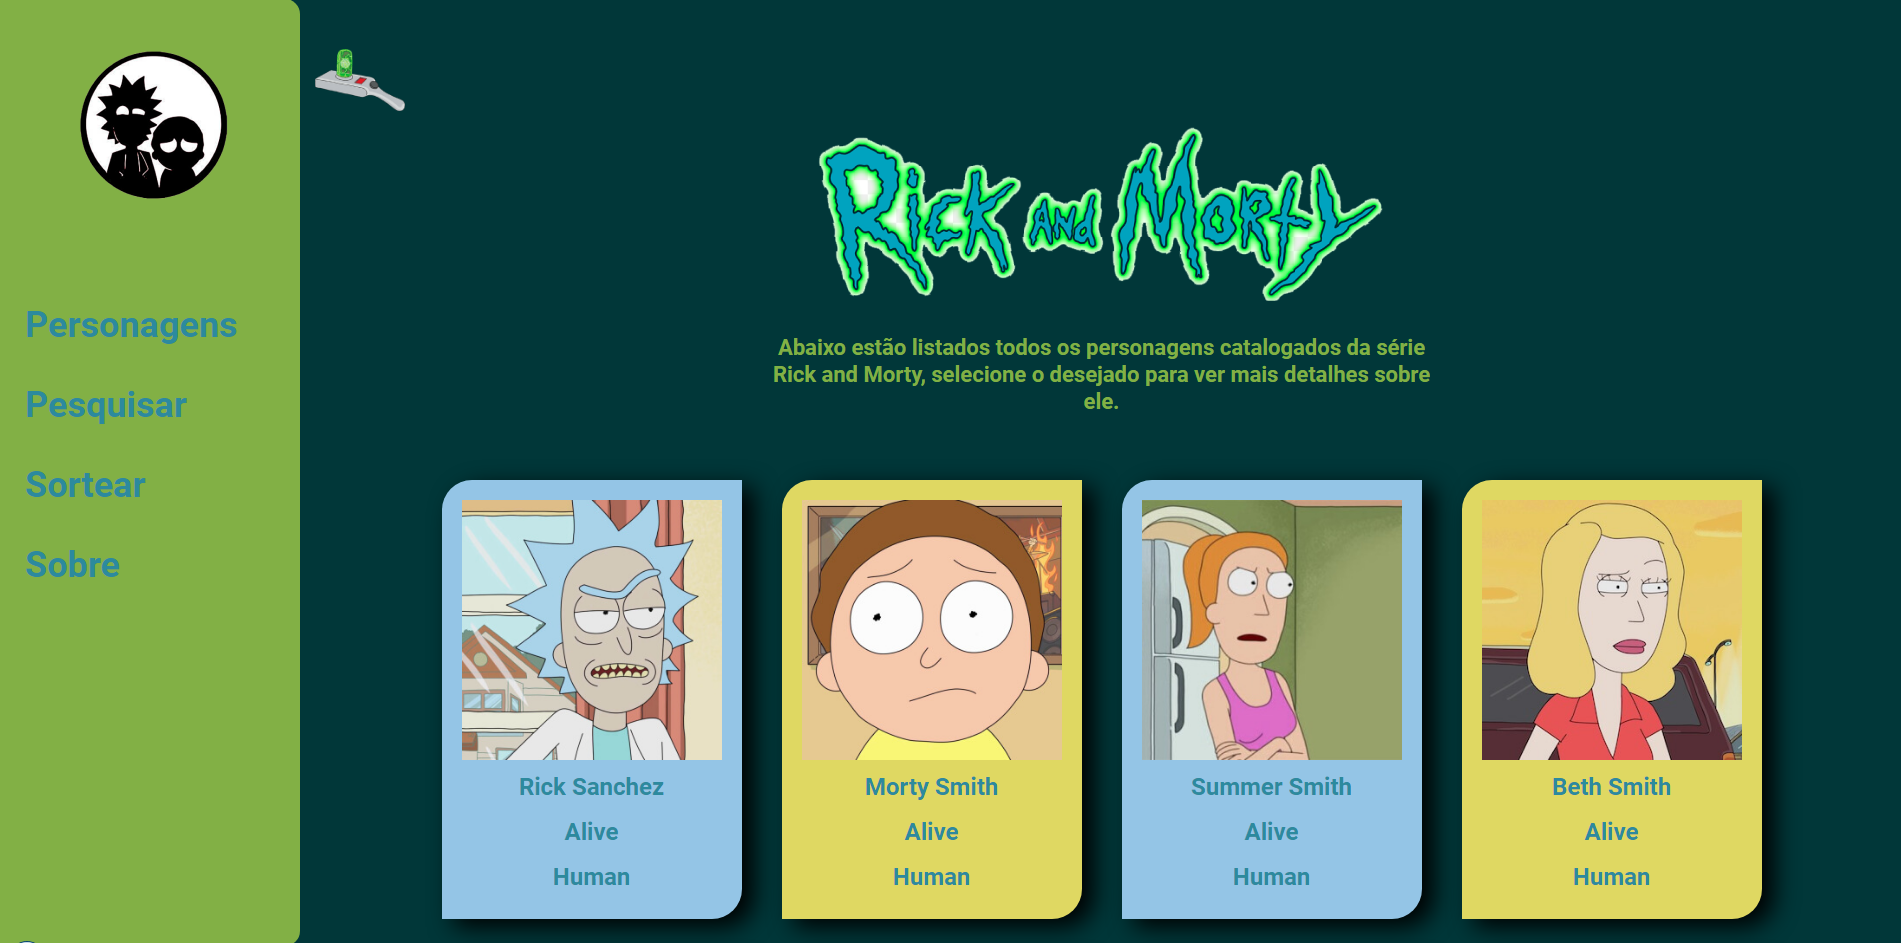 Personagens
Pesquisar
Sortear
Sobre
Rick and Morty
Abaixo estão listados todos os personagens catalogados da série
Rick and Morty, selecione o desejado para ver mais detalhes sobre
ele.
Rick Sanchez
Alive
Human
Morty Smith
Alive
Human
Summer Smith
Alive
Human
Beth Smith
Alive
Human